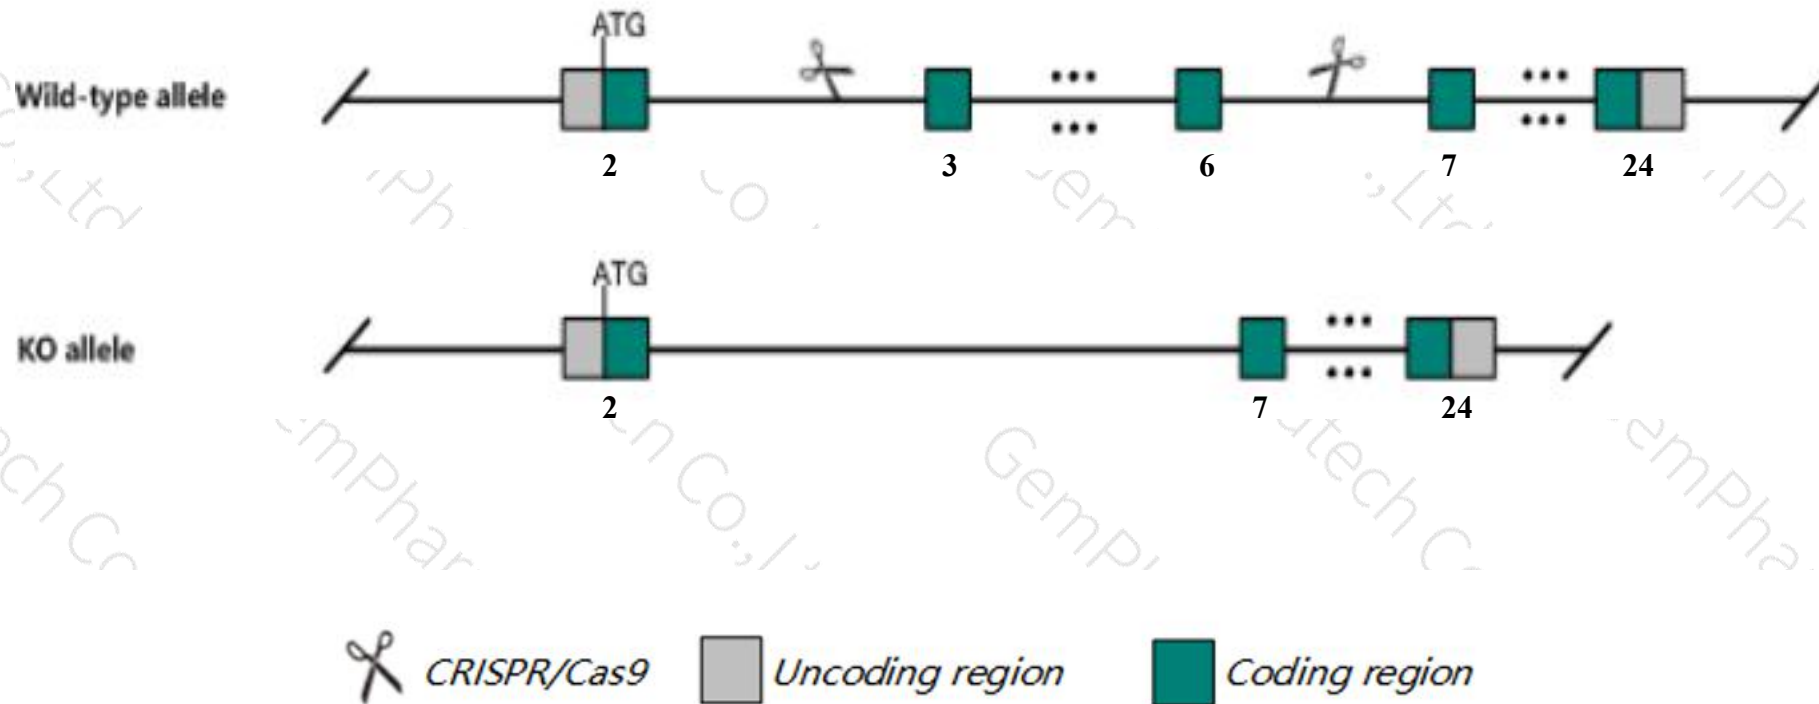 ATG
Wild-type allele
2 3 6 7 24
ATG
KO allele
2 7 24
CRISPR/Cas9 Uncoding region Coding region